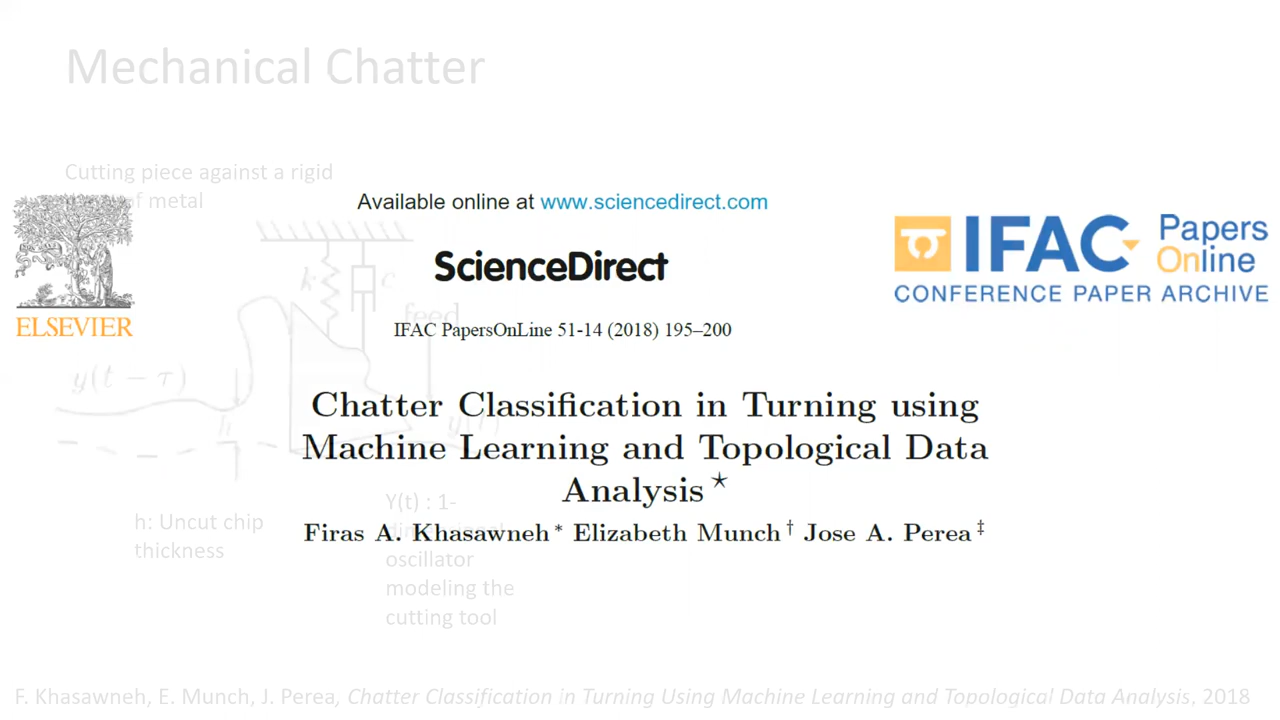 Mechanical Chatter
Cutting piece against a rigid
of metal
Available online at www.sciencedirect.com
ScienceDirect
ELSEVIER
IFAC
Papers
OnLine
CONFERENCE PAPER ARCHIVE
k
c
feed
IFAC PapersOnLine 51-14 (2018) 195–200
y(t − τ)
Chatter Classification in Turning using
Machine Learning and Topological Data
Analysis ⋆
h
y(t)
Firas A. Khasawneh * Elizabeth Munch † Jose A. Perea ‡
h: Uncut chip
thickness
Y(t) : 1-
dimensional
oscillator
modeling the
cutting tool
F. Khasawneh, E. Munch, J. Perea, Chatter Classification in Turning Using Machine Learning and Topological Data Analysis, 2018